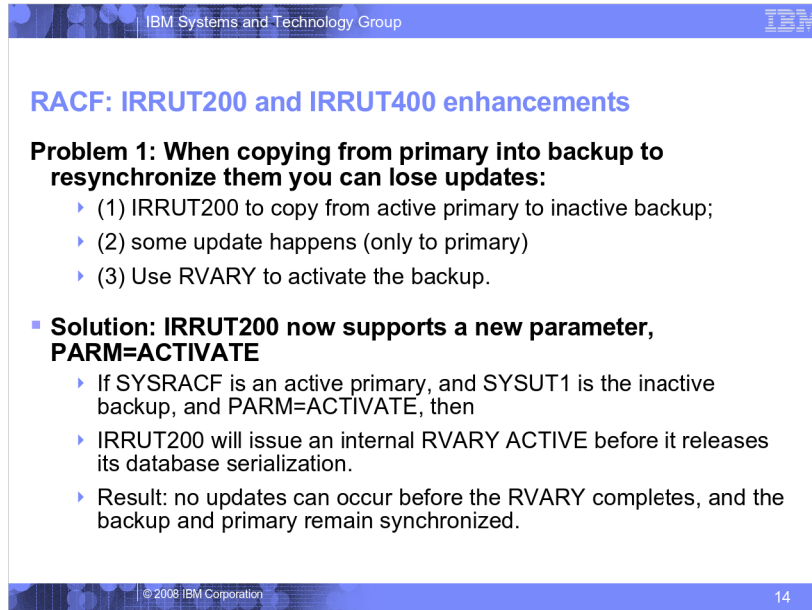 IBM Systems and Technology Group
IBM
RACF: IRRUT200 and IRRUT400 enhancements
Problem 1: When copying from primary into backup to
resynchronize them you can lose updates:
(1) IRRUT200 to copy from active primary to inactive backup;
(2) some update happens (only to primary)
(3) Use RVARY to activate the backup.
Solution: IRRUT200 now supports a new parameter,
PARM=ACTIVATE
If SYSRACF is an active primary, and SYSUT1 is the inactive
backup, and PARM=ACTIVATE, then
IRRUT200 will issue an internal RVARY ACTIVE before it releases
its database serialization.
Result: no updates can occur before the RVARY completes, and the
backup and primary remain synchronized.
© 2008 IBM Corporation
14